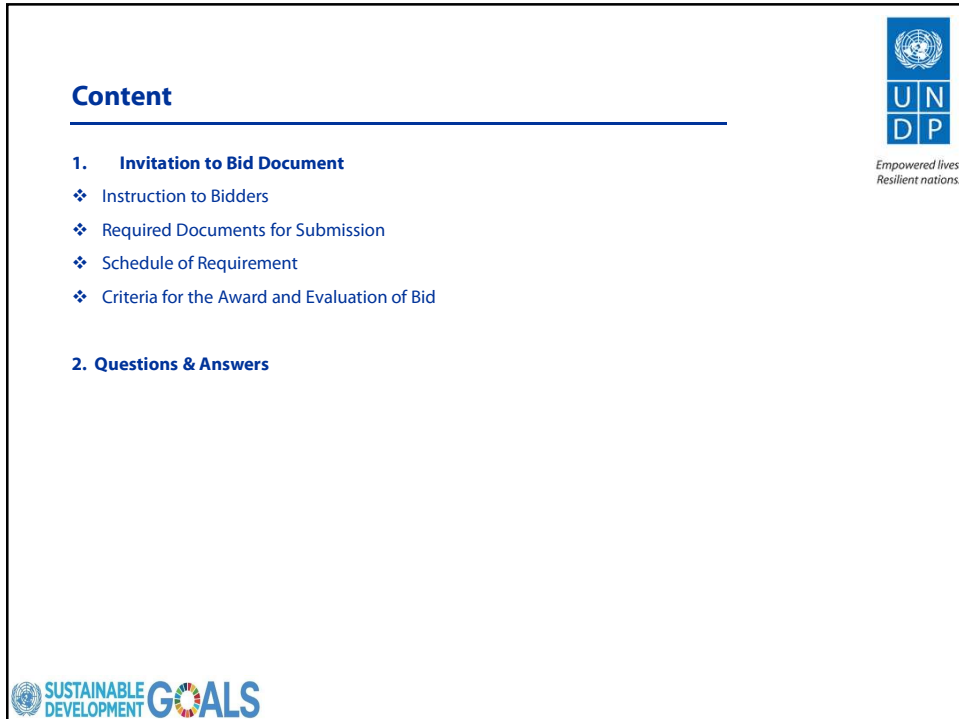 Content
1. Invitation to Bid Document
❖ Instruction to Bidders
❖ Required Documents for Submission
❖ Schedule of Requirement
❖ Criteria for the Award and Evaluation of Bid
2. Questions & Answers
U N
D P
Empowered lives.
Resilient nations.
SUSTAINABLE
DEVELOPMENT
GOALS